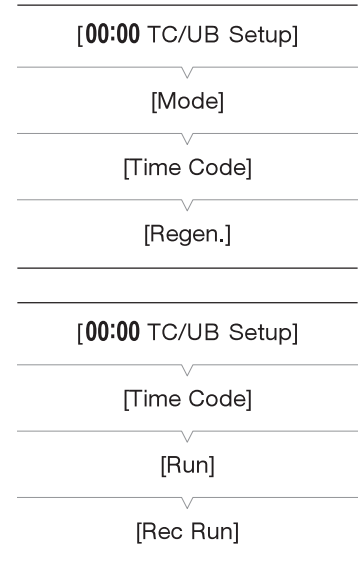 [00:00 TC/UB Setup]
[Mode]
[Time Code]
[Regen.]
[00:00 TC/UB Setup]
[Time Code]
[Run]
[Rec Run]